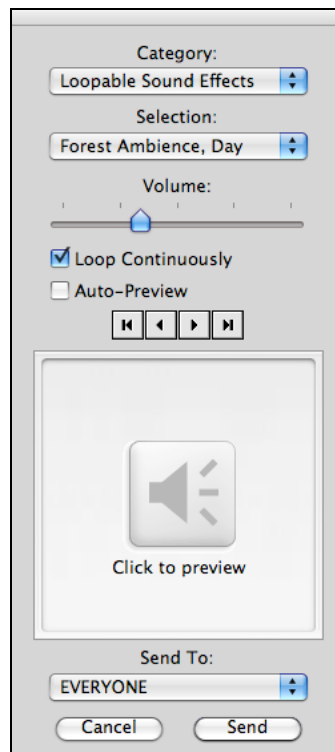 Category:
Loopable Sound Effects
Selection:
Forest Ambience, Day
Volume:
Loop Continuously
Auto-Preview
Click to preview
Send To:
EVERYONE
Cancel Send